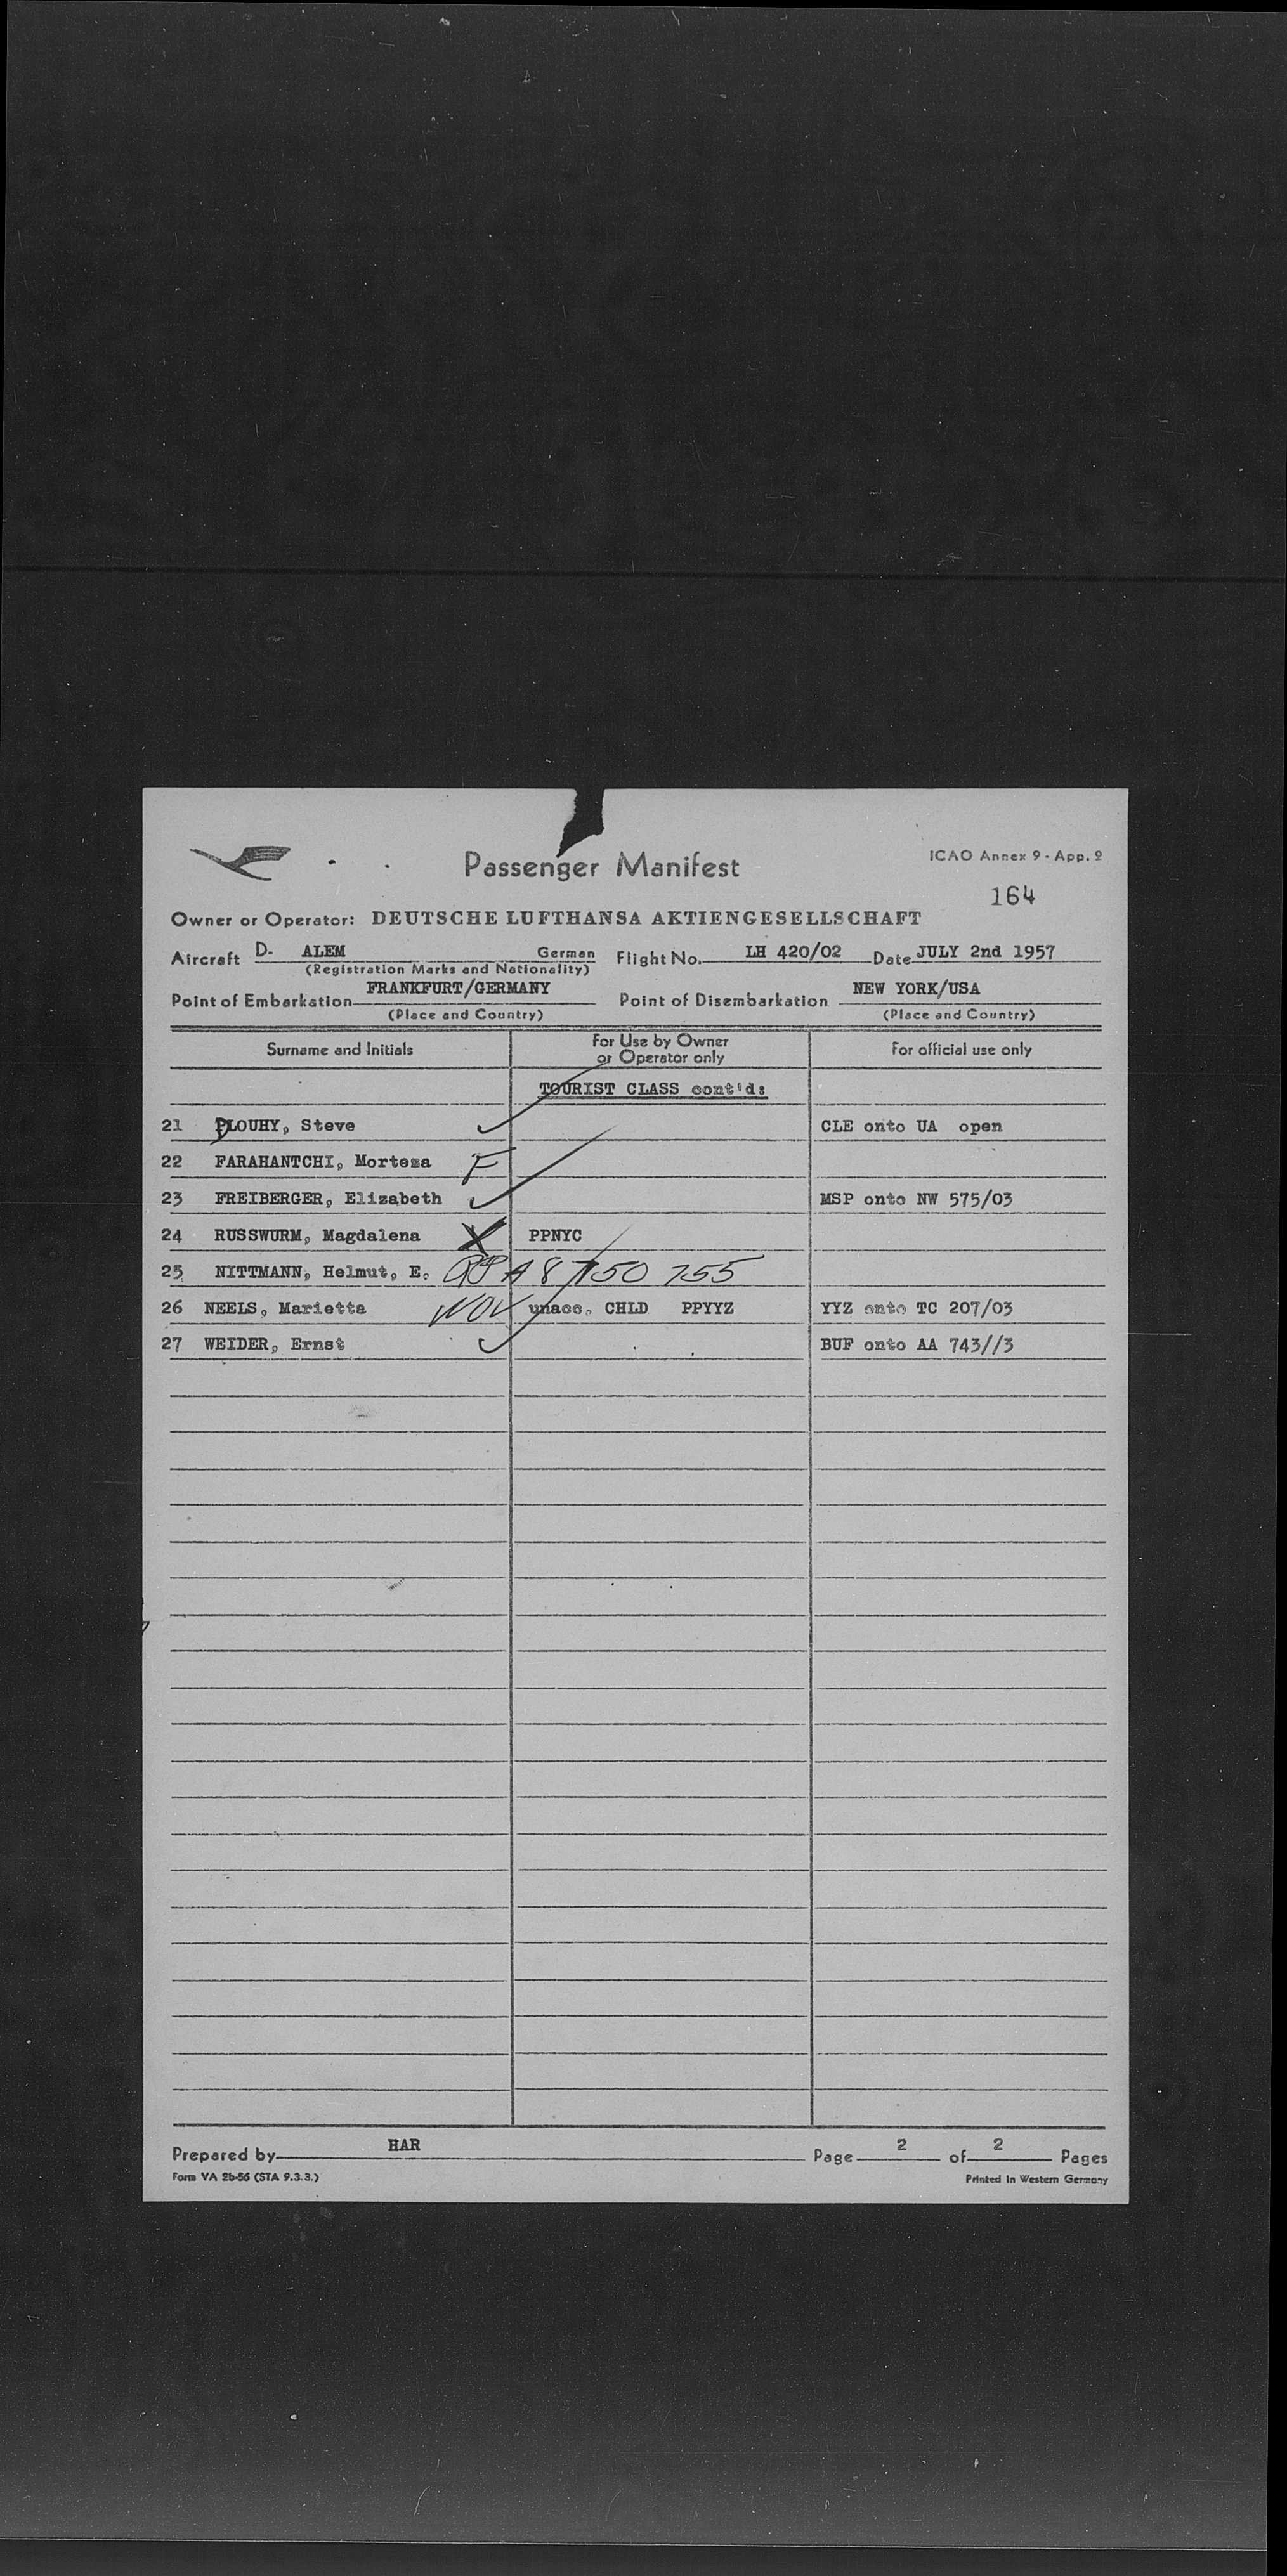 Passenger Manifest
ICAO Annex 9 - App. 2
164
Owner or Operator: DEUTSCHE LUFTHANSA AKTIENGESELLSCHAFT
Aircraft D- ALEM German Flight No. LH 420/02 Date JULY 2nd 1957
(Registration Marks and Nationality)
Point of Embarkation FRANKFURT/GERMANY Point of Disembarkation NEW YORK/USA
(Place and Country) (Place and Country)
Surname and Initials For Use by Owner or Operator only For official use only
TOURIST CLASS cont'd:
21 DLOUHY, Steve CLE onto UA open
22 FARAHANTCHI, Morteza F
23 FREIBERGER, Elizabeth MSP onto NW 575/03
24 RUSSWURM, Magdalena X PPNYC
25 NITTMANN, Helmut, E. A 8 150 755
26 NEELS, Marietta NOV unacc. CHLD PPYYZ YYZ onto TC 207/03
27 WEIDER, Ernst BUF onto AA 743//3
Prepared by HAR Page 2 of 2 Pages
Form VA 2b-56 (STA 9.3.3.) Printed in Western Germany